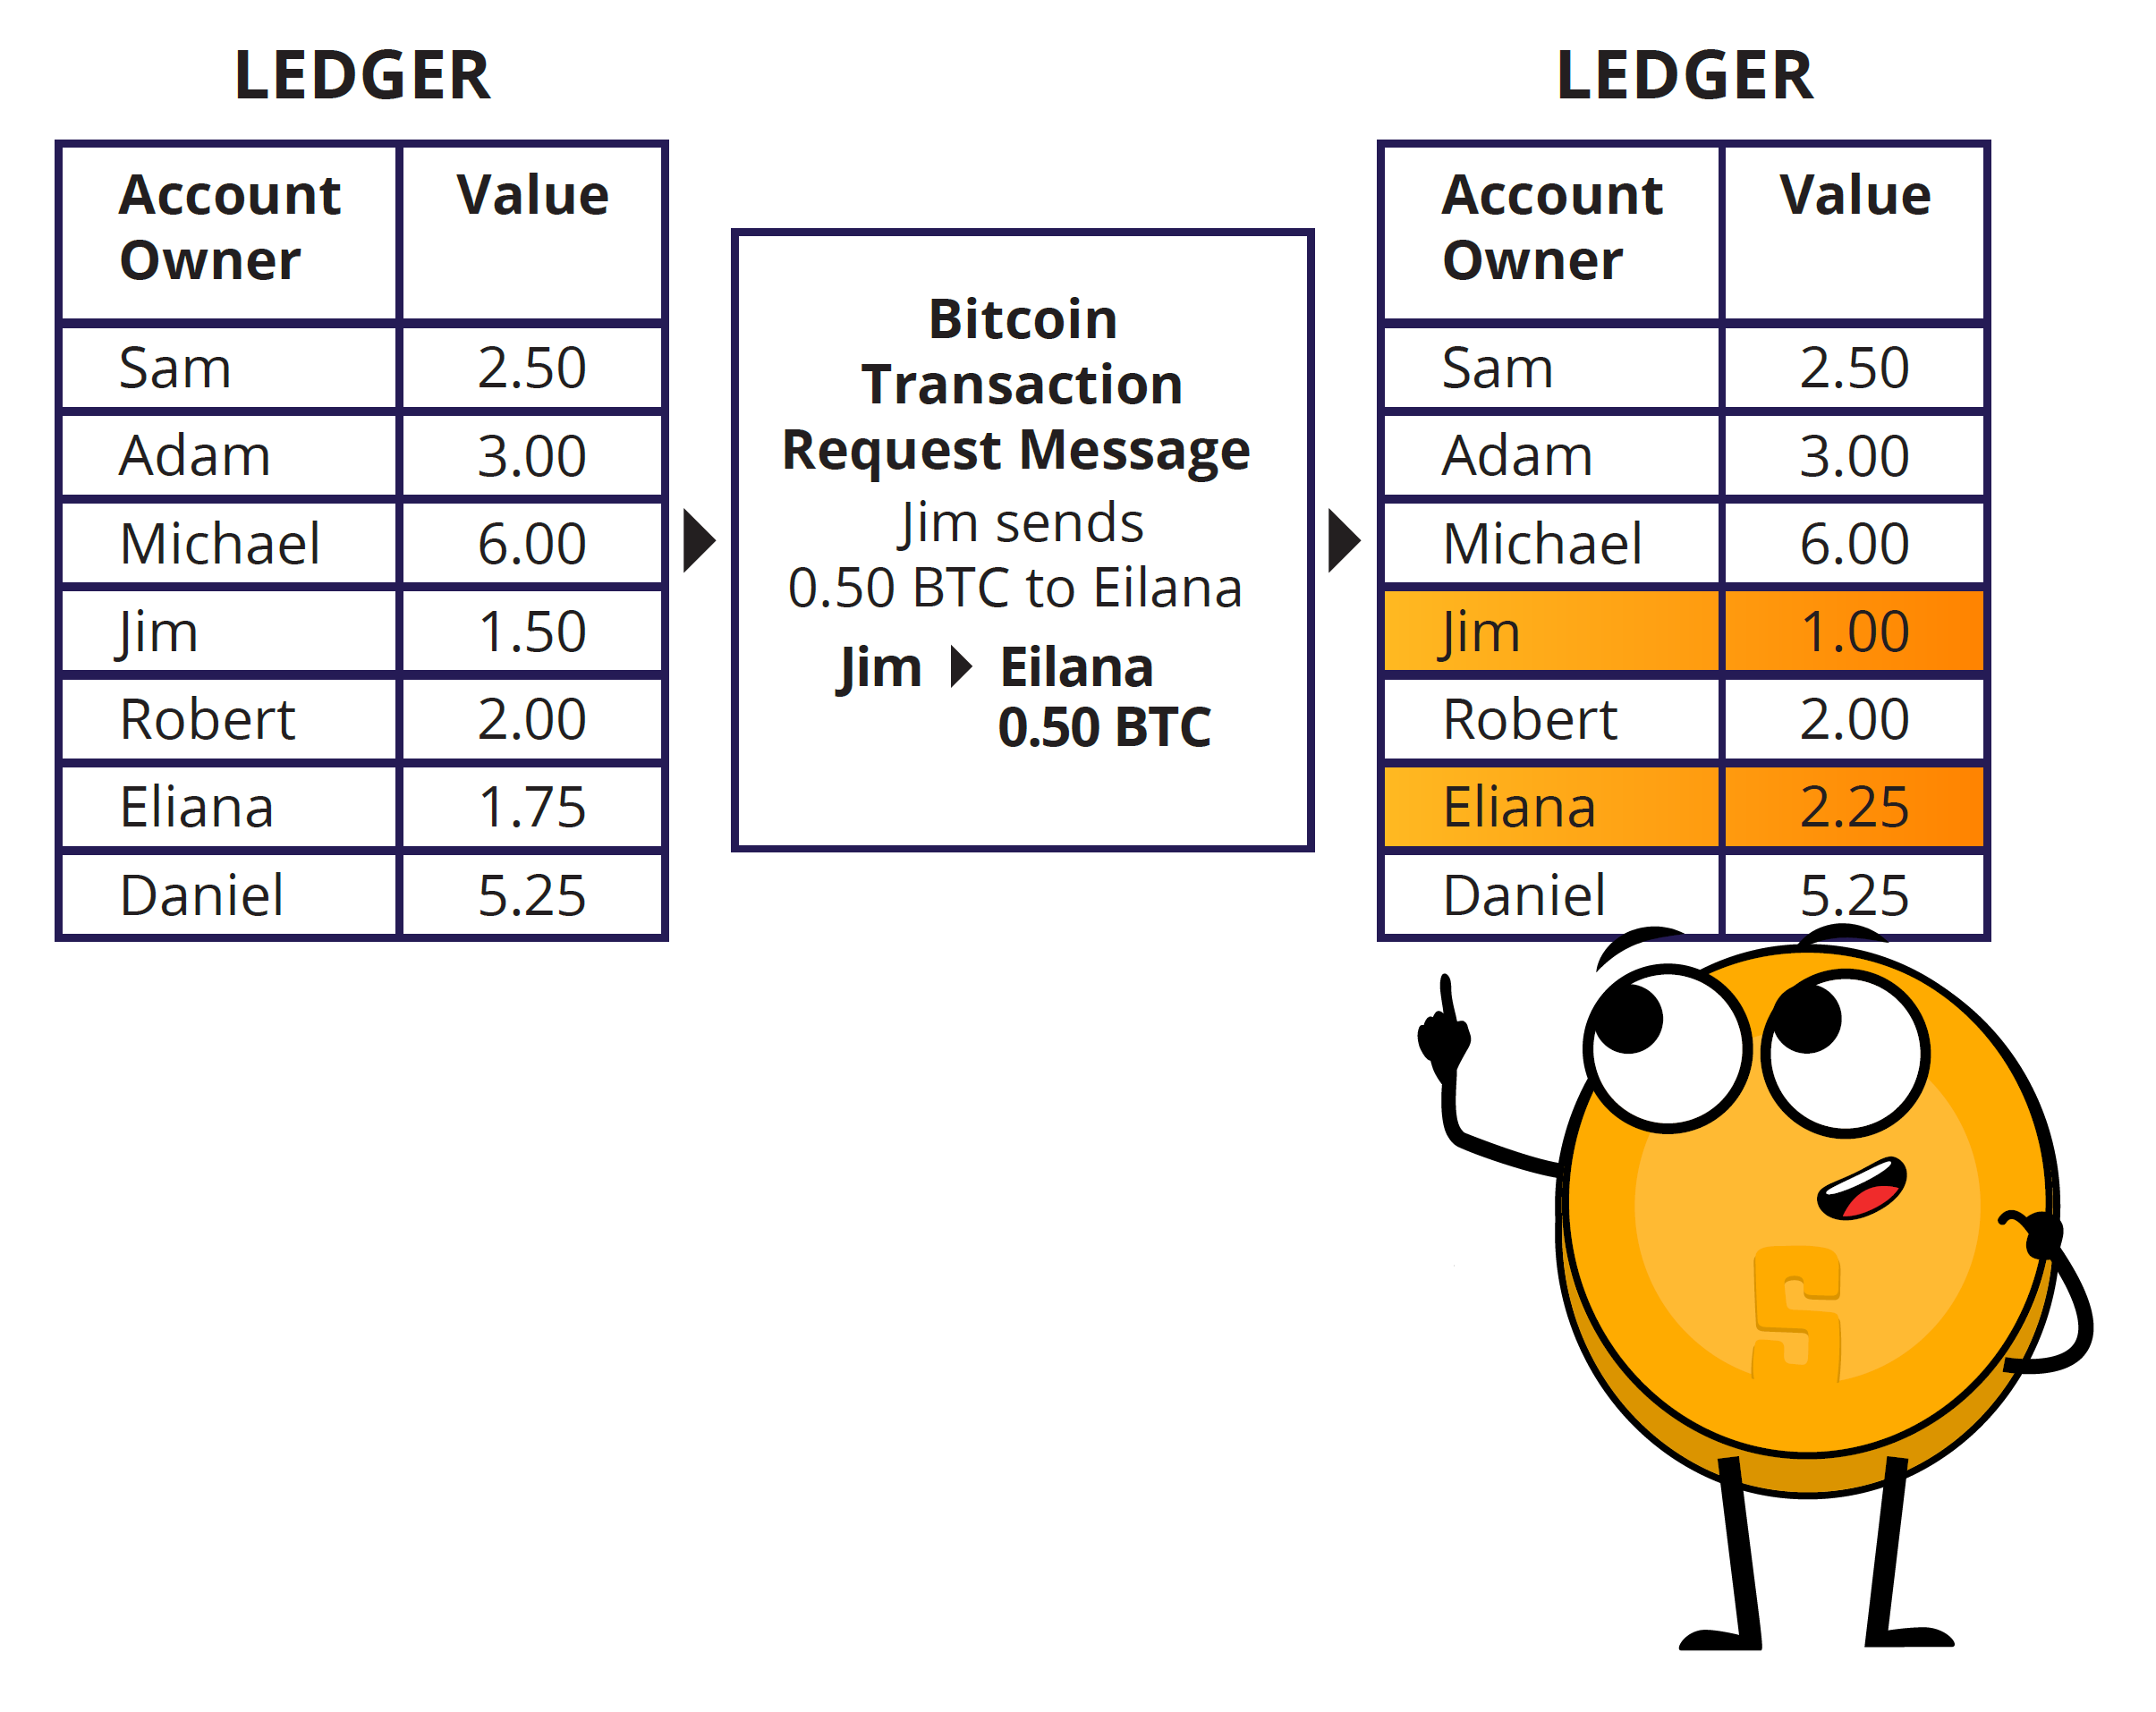 LEDGER
Account
Owner
Value
Sam 2.50
Adam 3.00
Michael 6.00
Jim 1.50
Robert 2.00
Eliana 1.75
Daniel 5.25
Bitcoin
Transaction
Request Message
Jim sends
0.50 BTC to Eilana
Jim Eilana
0.50 BTC
LEDGER
Account
Owner
Value
Sam 2.50
Adam 3.00
Michael 6.00
Jim 1.00
Robert 2.00
Eliana 2.25
Daniel 5.25
S